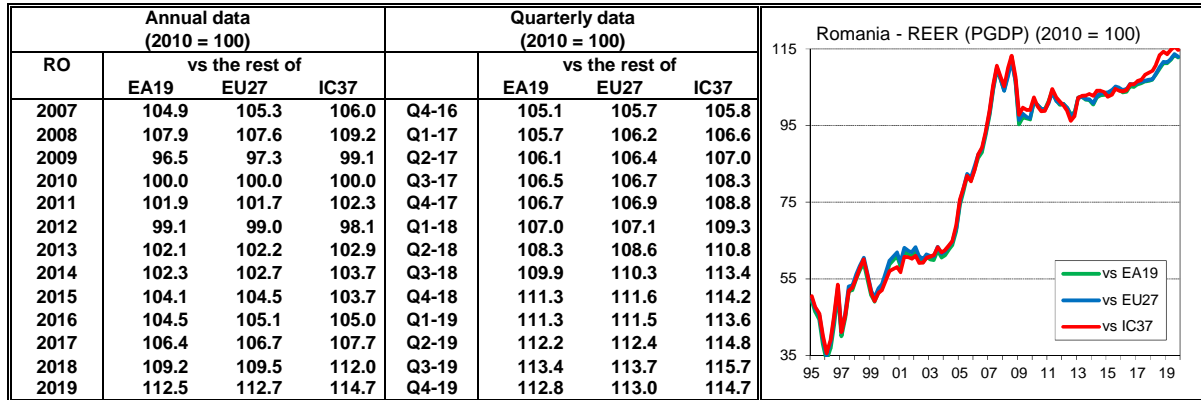 Annual data Quarterly data
(2010 = 100) (2010 = 100)
RO vs the rest of vs the rest of
EA19 EU27 IC37 EA19 EU27 IC37
2007 104.9 105.3 106.0 Q4-16 105.1 105.7 105.8
2008 107.9 107.6 109.2 Q1-17 105.7 106.2 106.6
2009 96.5 97.3 99.1 Q2-17 106.1 106.4 107.0
2010 100.0 100.0 100.0 Q3-17 106.5 106.7 108.3
2011 101.9 101.7 102.3 Q4-17 106.7 106.9 108.8
2012 99.1 99.0 98.1 Q1-18 107.0 107.1 109.3
2013 102.1 102.2 102.9 Q2-18 108.3 108.6 110.8
2014 102.3 102.7 103.7 Q3-18 109.9 110.3 113.4
2015 104.1 104.5 103.7 Q4-18 111.3 111.6 114.2
2016 104.5 105.1 105.0 Q1-19 111.3 111.5 113.6
2017 106.4 106.7 107.7 Q2-19 112.2 112.4 114.8
2018 109.2 109.5 112.0 Q3-19 113.4 113.7 115.7
2019 112.5 112.7 114.7 Q4-19 112.8 113.0 114.7
Romania - REER (PGDP) (2010 = 100)
115
95
75
55
35
vs EA19
vs EU27
vs IC37
95 97 99 01 03 05 07 09 11 13 15 17 19